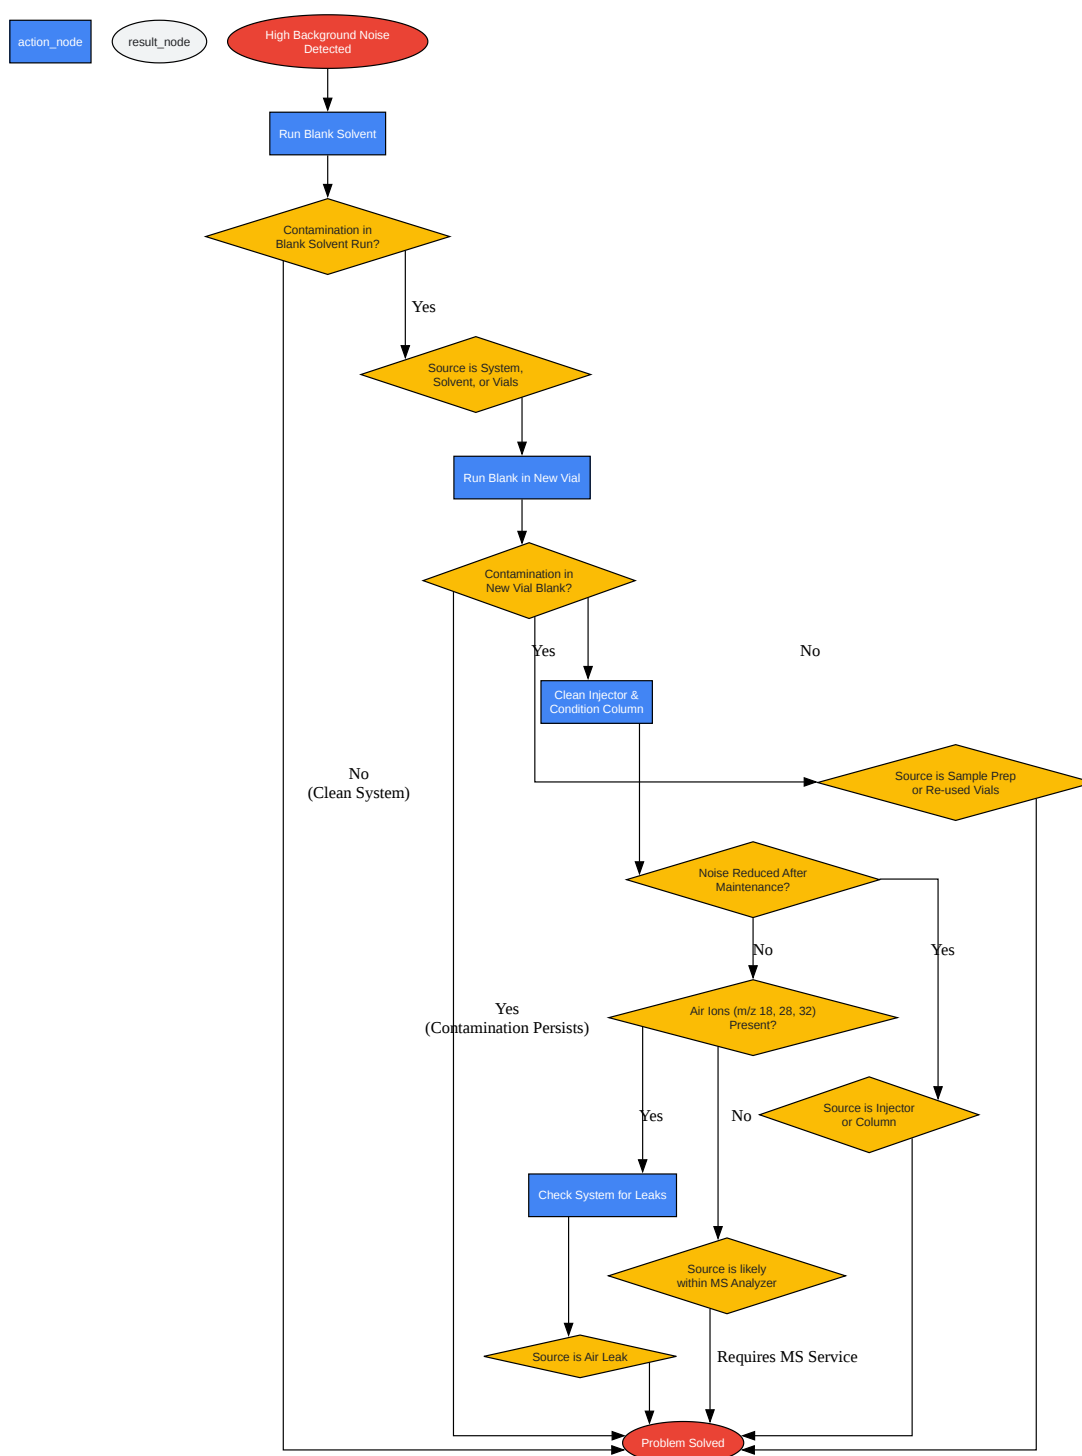 action_node
result_node
High Background Noise
Detected
Run Blank Solvent
Contamination in
Blank Solvent Run?
Yes
Source is System,
Solvent, or Vials
Run Blank in New Vial
Contamination in
New Vial Blank?
Yes
No
Clean Injector &
Condition Column
No
(Clean System)
Source is Sample Prep
or Re-used Vials
Noise Reduced After
Maintenance?
No
Yes
Yes
(Contamination Persists)
Air Ions (m/z 18, 28, 32)
Present?
Yes
No
Source is Injector
or Column
Check System for Leaks
Source is likely
within MS Analyzer
Source is Air Leak
Requires MS Service
Problem Solved